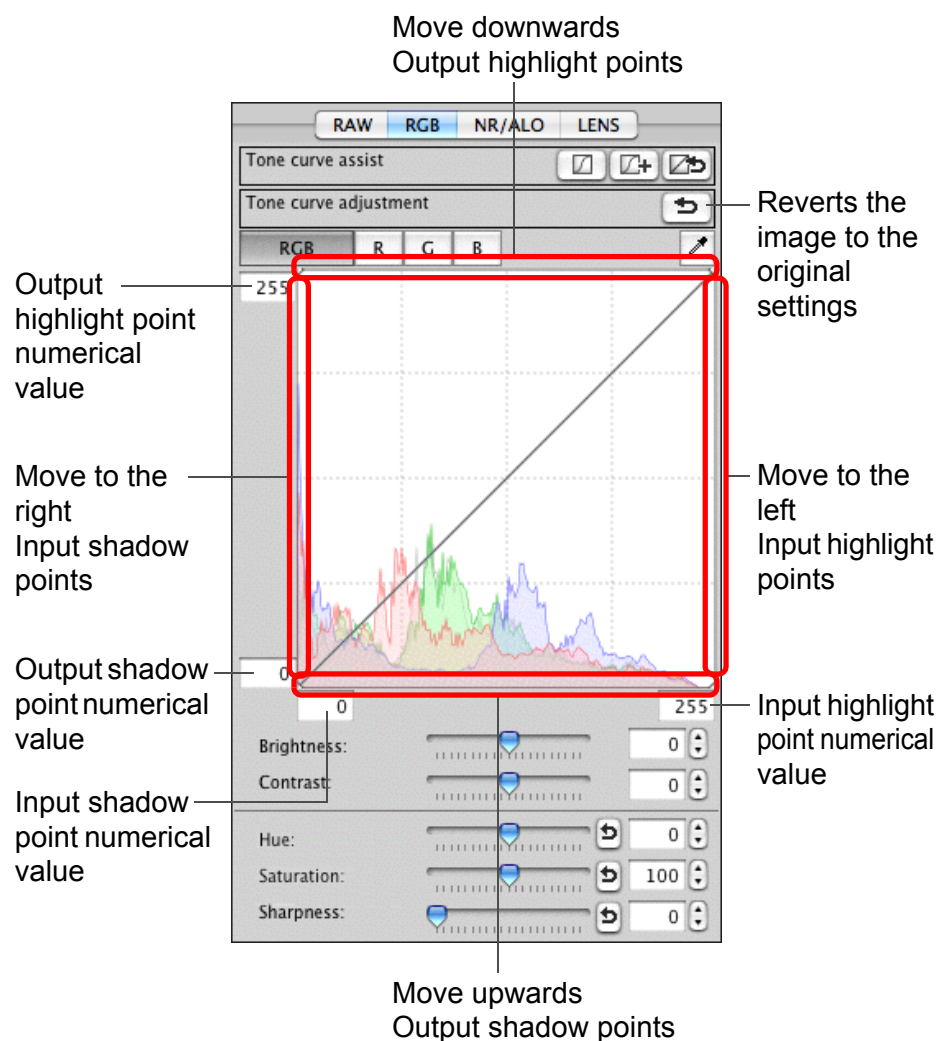 Move downwards
Output highlight points
RAW RGB NR/ALO LENS
Tone curve assist
Tone curve adjustment
Reverts the
image to the
original
settings
RGB R G B
Output
highlight point
numerical
value
255
Move to the
right
Input shadow
points
Move to the
left
Input highlight
points
Output shadow
point numerical
value
0
0
255
Input highlight
point numerical
value
Brightness: 0
Contrast: 0
Input shadow
point numerical
value
Hue: 0
Saturation: 100
Sharpness: 0
Move upwards
Output shadow points